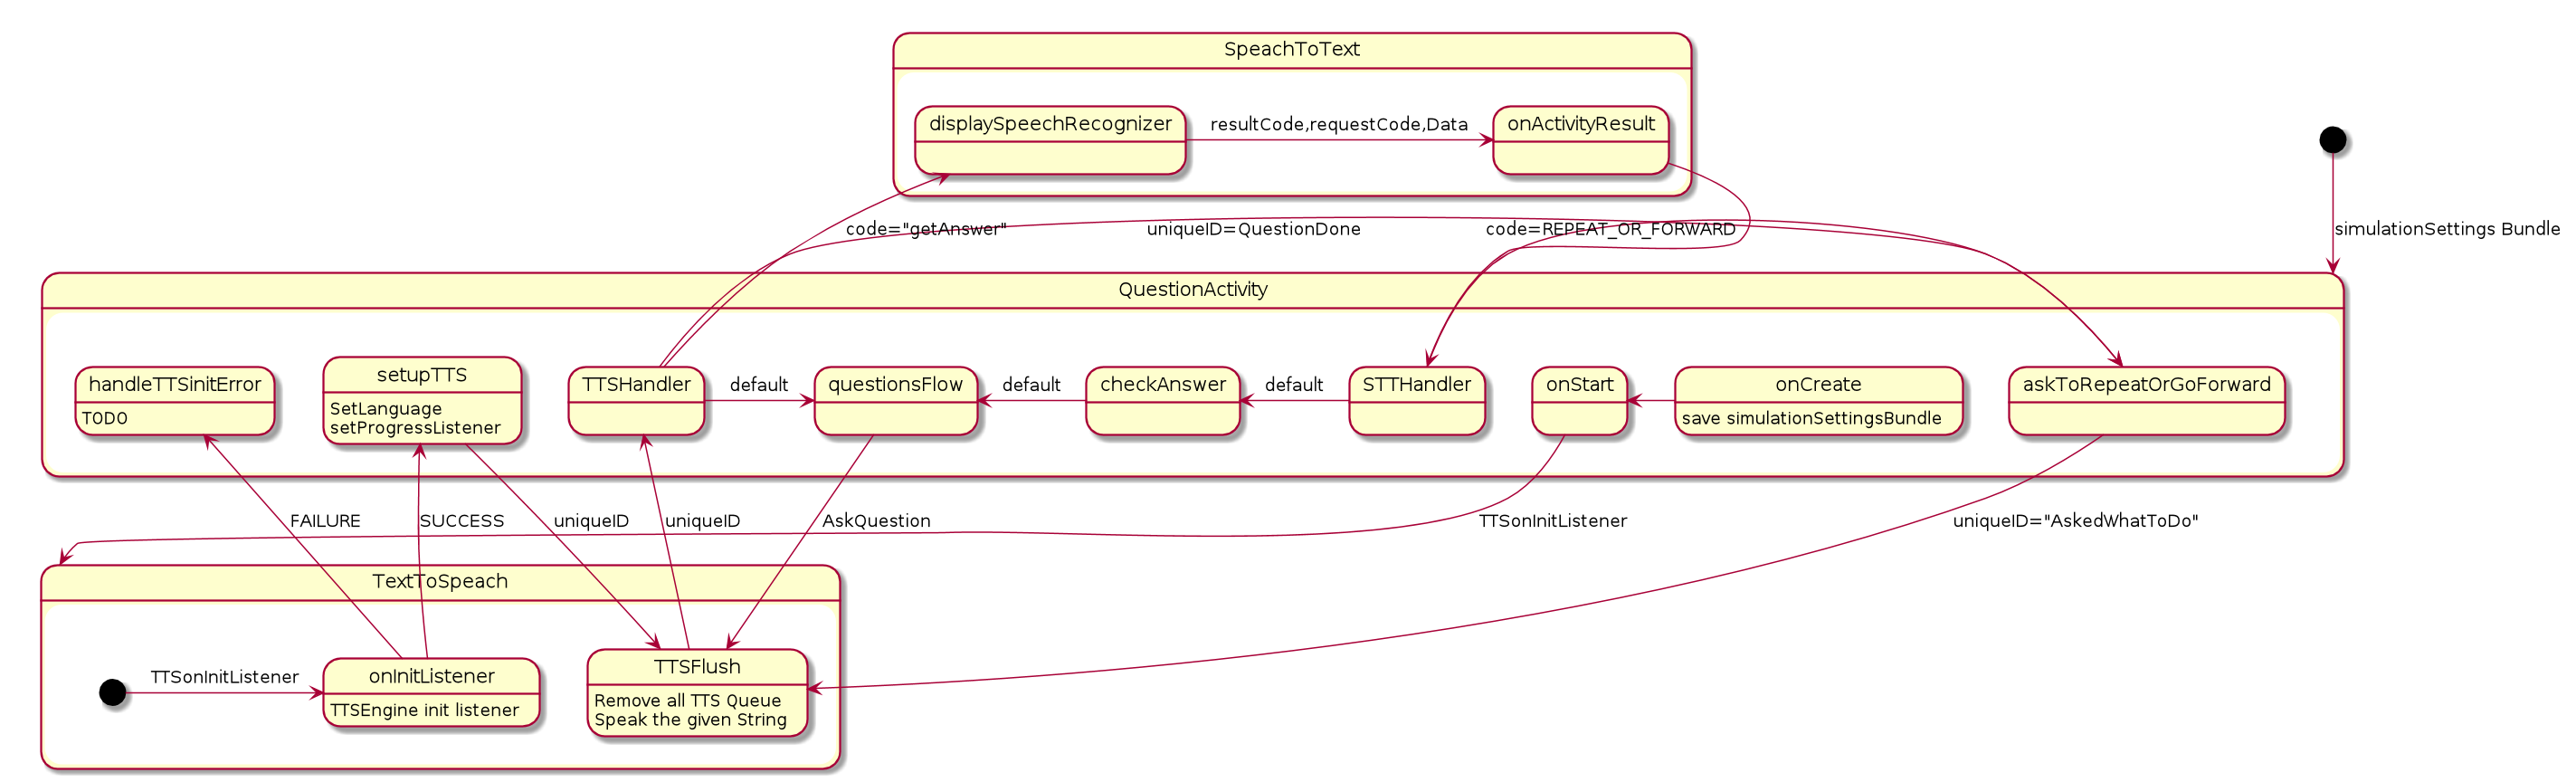 SpeachToText
displaySpeechRecognizer
resultCode,requestCode,Data
onActivityResult
code="getAnswer"
uniqueID=QuestionDone
code=REPEAT_OR_FORWARD
simulationSettings Bundle
QuestionActivity
handleTTSinitError
TODO
setupTTS
SetLanguage
setProgressListener
TTSHandler
default
questionsFlow
default
checkAnswer
default
STTHandler
onStart
onCreate
save simulationSettingsBundle
askToRepeatOrGoForward
FAILURE
SUCCESS
uniqueID
uniqueID
AskQuestion
TTSonInitListener
uniqueID="AskedWhatToDo"
TextToSpeach
TTSonInitListener
onInitListener
TTSEngine init listener
TTSFlush
Remove all TTS Queue
Speak the given String